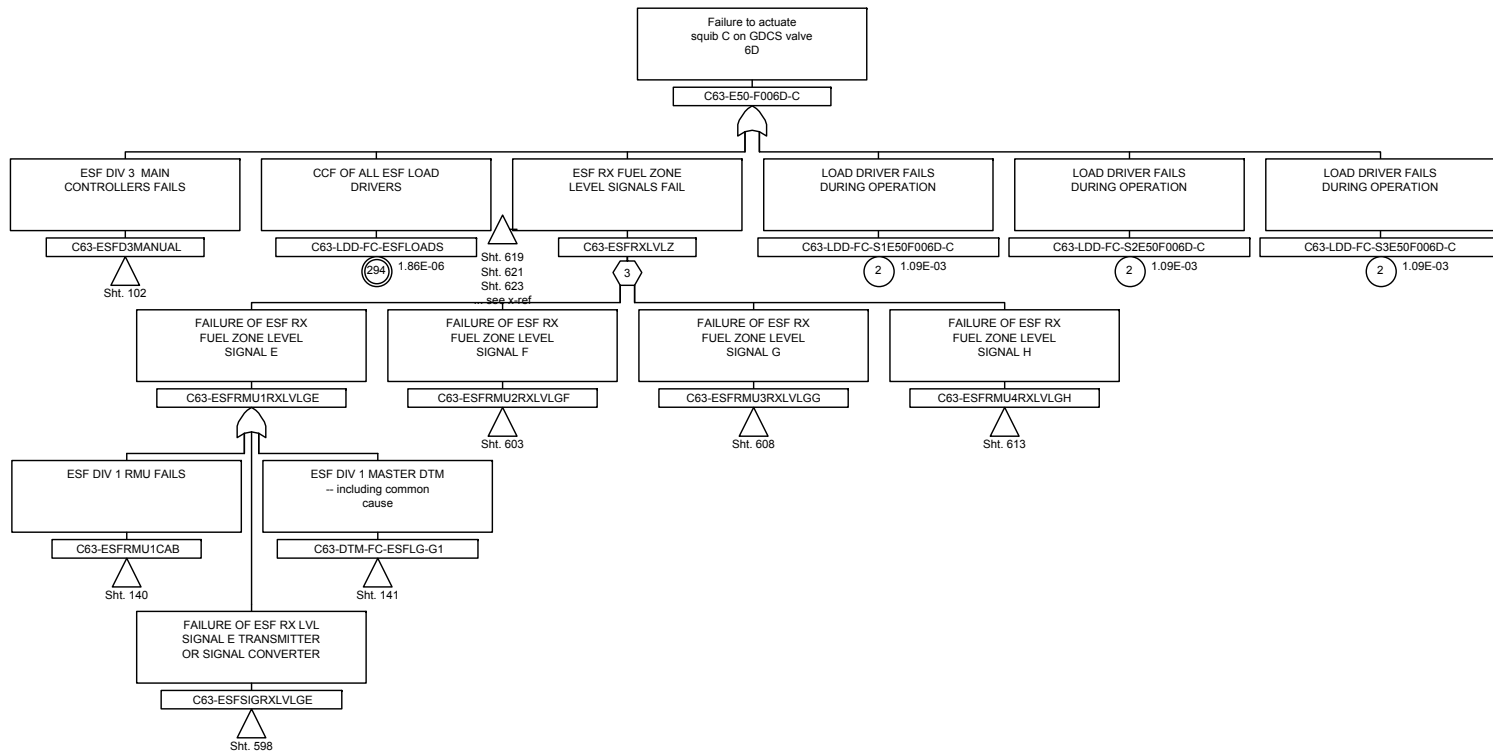 Failure to actuate
squib C on GDCS valve
6D
C63-E50-F006D-C
ESF DIV 3 MAIN
CONTROLLERS FAILS
C63-ESFD3MANUAL
Sht. 102
CCF OF ALL ESF LOAD
DRIVERS
C63-LDD-FC-ESFLOADS
294
1.86E-06
ESF RX FUEL ZONE
LEVEL SIGNALS FAIL
C63-ESFRXLVLZ
3
Sht. 619
Sht. 621
Sht. 623
... see x-ref
LOAD DRIVER FAILS
DURING OPERATION
C63-LDD-FC-S1E50F006D-C
2
1.09E-03
LOAD DRIVER FAILS
DURING OPERATION
C63-LDD-FC-S2E50F006D-C
2
1.09E-03
LOAD DRIVER FAILS
DURING OPERATION
C63-LDD-FC-S3E50F006D-C
2
1.09E-03
FAILURE OF ESF RX
FUEL ZONE LEVEL
SIGNAL E
C63-ESFRMU1RXLVLGE
FAILURE OF ESF RX
FUEL ZONE LEVEL
SIGNAL F
C63-ESFRMU2RXLVLGF
Sht. 603
FAILURE OF ESF RX
FUEL ZONE LEVEL
SIGNAL G
C63-ESFRMU3RXLVLGG
Sht. 608
FAILURE OF ESF RX
FUEL ZONE LEVEL
SIGNAL H
C63-ESFRMU4RXLVLGH
Sht. 613
ESF DIV 1 RMU FAILS
C63-ESFRMU1CAB
Sht. 140
ESF DIV 1 MASTER DTM
-- including common
cause
C63-DTM-FC-ESFLG-G1
Sht. 141
FAILURE OF ESF RX LVL
SIGNAL E TRANSMITTER
OR SIGNAL CONVERTER
C63-ESFSIGRXLVLGE
Sht. 598